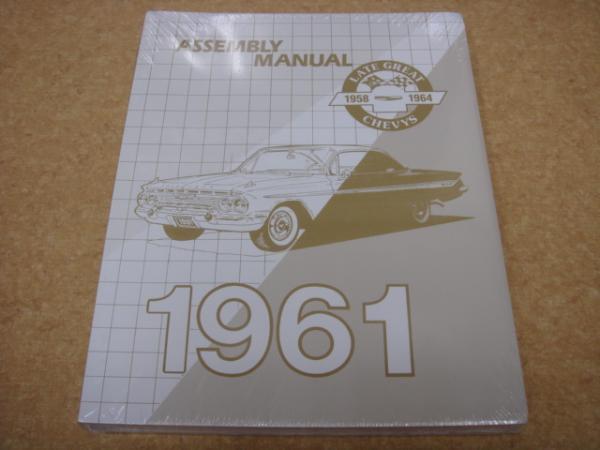 ASSEMBLY
MANUAL
LATE GREAT
1958 1964
CHEVYS
1961